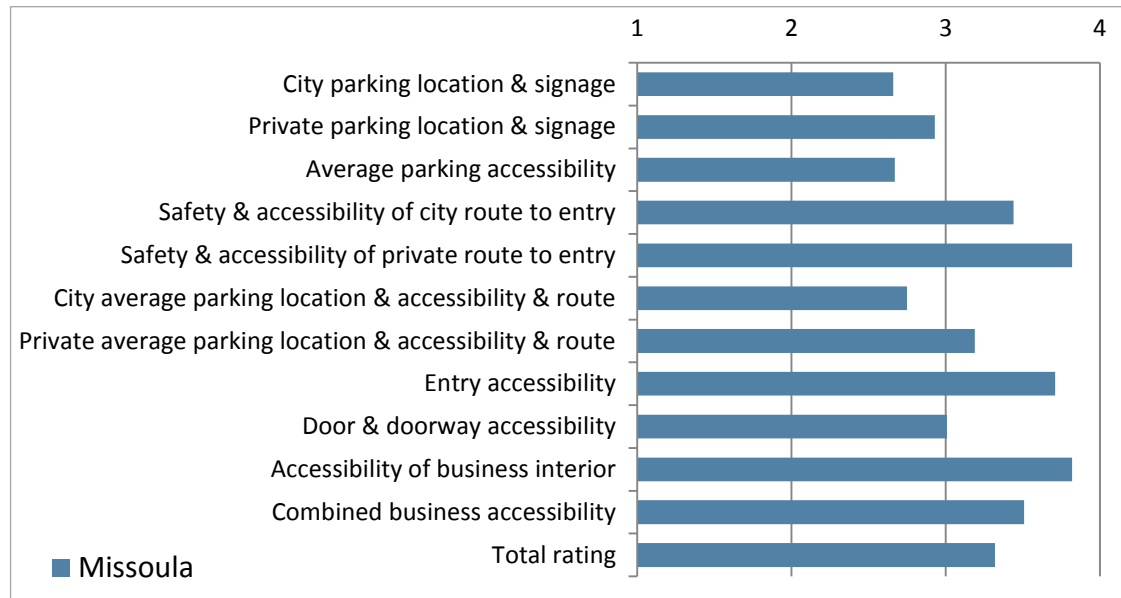 1 2 3 4
City parking location & signage
Private parking location & signage
Average parking accessibility
Safety & accessibility of city route to entry
Safety & accessibility of private route to entry
City average parking location & accessibility & route
Private average parking location & accessibility & route
Entry accessibility
Door & doorway accessibility
Accessibility of business interior
Combined business accessibility
Total rating
Missoula